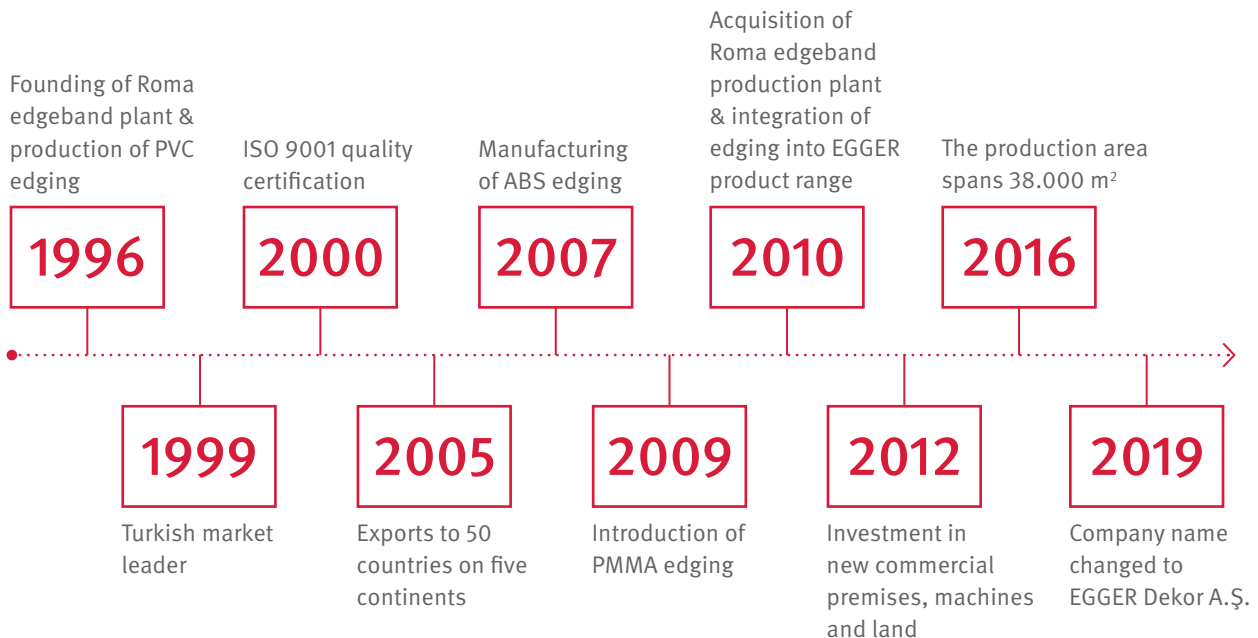 Founding of Roma
edgeband plant &
production of PVC
edging
1996
Turkish market
leader
1999
ISO 9001 quality
certification
2000
Exports to 50
countries on five
continents
2005
Manufacturing
of ABS edging
2007
Introduction of
PMMA edging
2009
Acquisition of
Roma edgeband
production plant
& integration of
edging into EGGER
product range
2010
Investment in
new commercial
premises, machines
and land
2012
The production area
spans 38.000 m²
2016
Company name
changed to
EGGER Dekor A.Ş.
2019